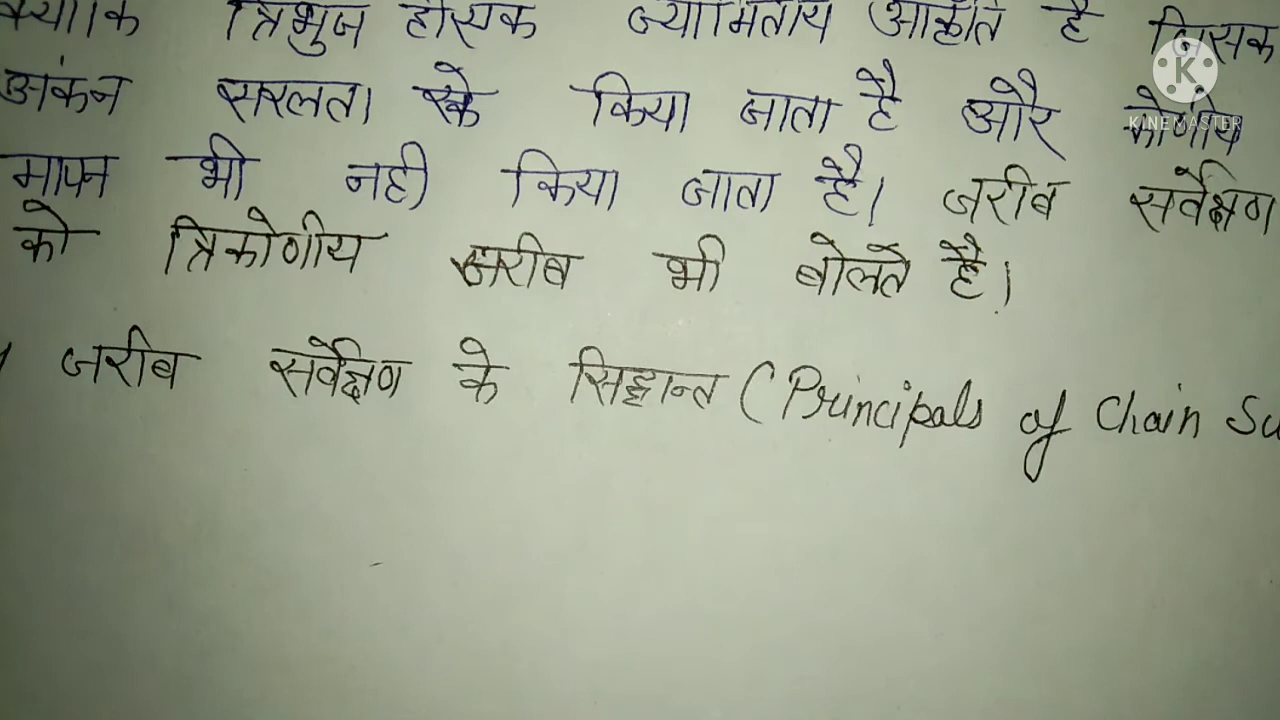 क्योंकि त्रिभुज ही एक ज्यामितीय आकृति है जिसक
अंकन सरलता से किया जाता है और कोणीय
मापन भी नही किया जाता है। जरीब सर्वेक्षण
को त्रिकोणीय जरीब भी बोलते है।
जरीब सर्वेक्षण के सिद्धान्त (Principals of Chain Su
KINEMASTER